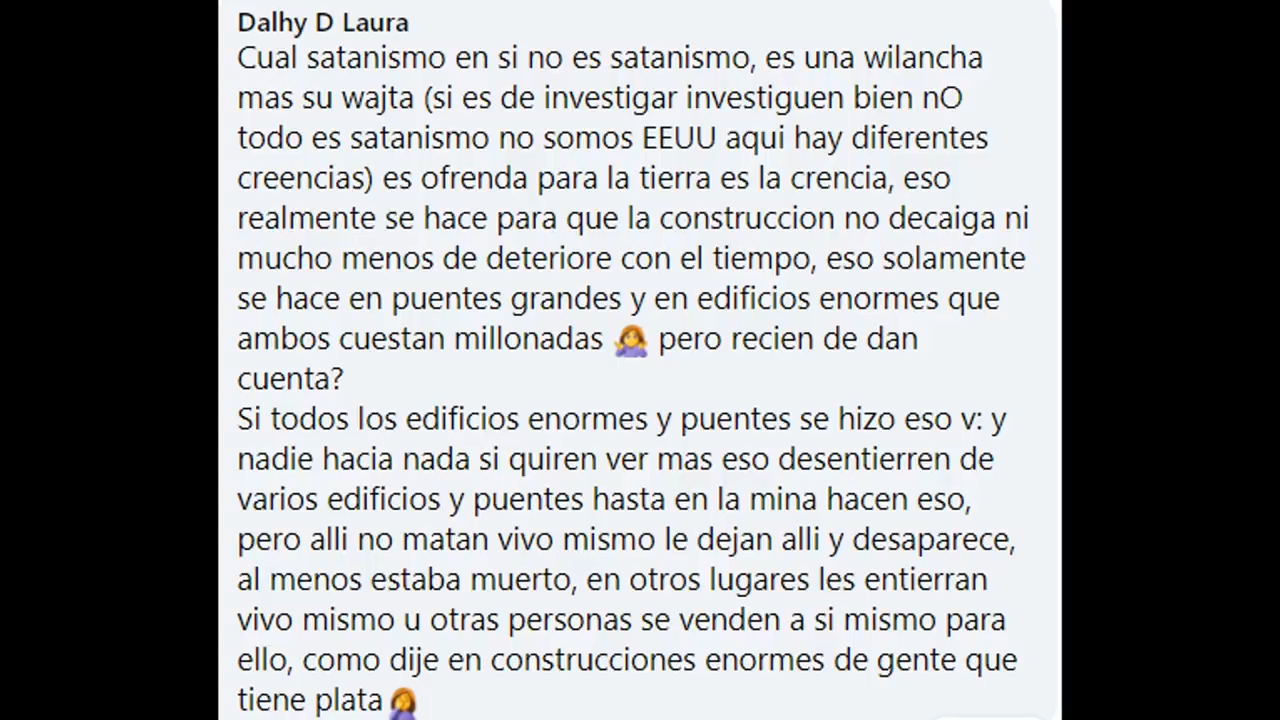 Dalhy D Laura
Cual satanismo en si no es satanismo, es una wilancha
mas su wajta (si es de investigar investiguen bien nO
todo es satanismo no somos EEUU aqui hay diferentes
creencias) es ofrenda para la tierra es la crencia, eso
realmente se hace para que la construccion no decaiga ni
mucho menos de deteriore con el tiempo, eso solamente
se hace en puentes grandes y en edificios enormes que
ambos cuestan millonadas 🤷‍♀️ pero recien de dan
cuenta?
Si todos los edificios enormes y puentes se hizo eso v: y
nadie hacia nada si quiren ver mas eso desentierren de
varios edificios y puentes hasta en la mina hacen eso,
pero alli no matan vivo mismo le dejan alli y desaparece,
al menos estaba muerto, en otros lugares les entierran
vivo mismo u otras personas se venden a si mismo para
ello, como dije en construcciones enormes de gente que
tiene plata🤦‍♀️